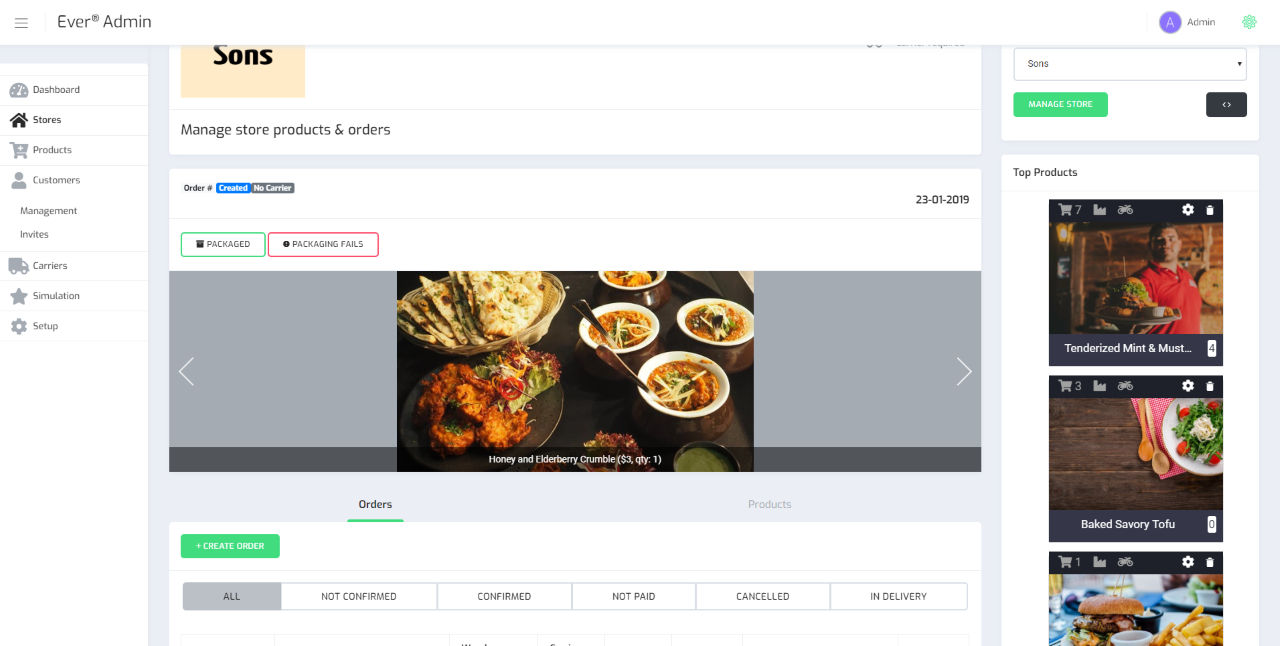 Ever® Admin
A Admin
Dashboard
Stores
Products
Customers
Management
Invites
Carriers
Simulation
Setup
Sons
Manage store products & orders
Order # Created No Carrier
23-01-2019
PACKAGED
PACKAGING FAILS
Honey and Elderberry Crumble ($3, qty: 1)
Orders
Products
+ CREATE ORDER
ALL
NOT CONFIRMED
CONFIRMED
NOT PAID
CANCELLED
IN DELIVERY
Sons
MANAGE STORE
<>
Top Products
7
Tenderized Mint & Must... 4
3
Baked Savory Tofu 0
1